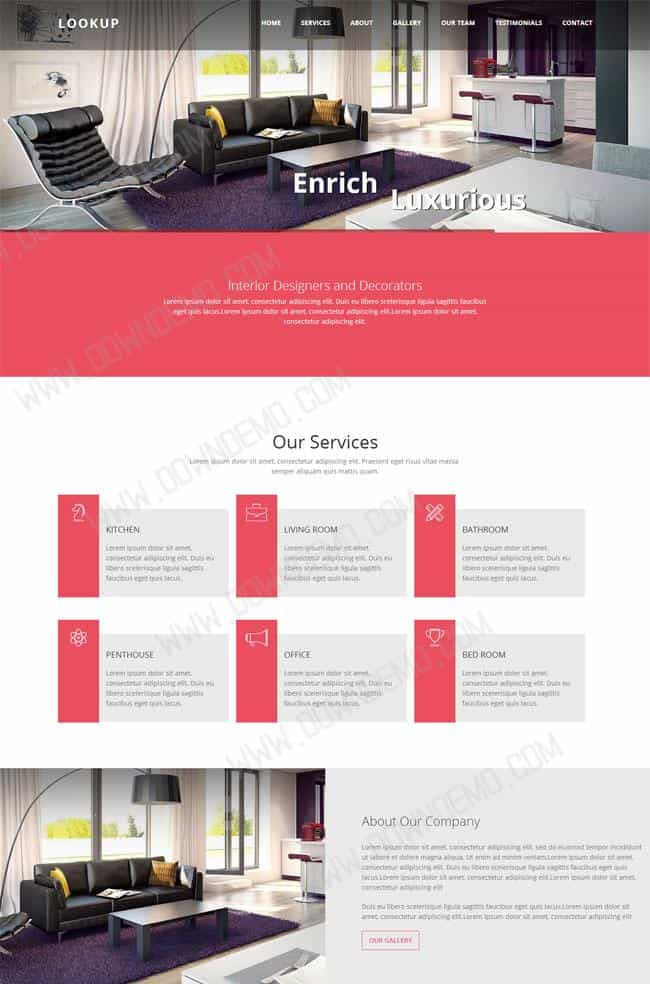 LOOKUP
HOME SERVICES ABOUT GALLERY OUR TEAM TESTIMONIALS CONTACT
Enrich
Luxurious
Interior Designers and Decorators
Lorem ipsum dolor sit amet, consectetur adipiscing elit. Duis eu libero scelerisque ligula sagittis faucibus
eget quis lacus.Lorem ipsum dolor sit amet, consectetur adipiscing elit.Lorem ipsum dolor sit amet,
consectetur adipiscing elit.
Our Services
Lorem ipsum dolor sit amet, consectetur adipiscing elit. Praesent eget risus vitae massa
semper aliquam quis mattis quam.
KITCHEN
Lorem ipsum dolor sit amet,
consectetur adipiscing elit. Duis eu
libero scelerisque ligula sagittis
faucibus eget quis lacus.
LIVING ROOM
Lorem ipsum dolor sit amet,
consectetur adipiscing elit. Duis eu
libero scelerisque ligula sagittis
faucibus eget quis lacus.
BATHROOM
Lorem ipsum dolor sit amet,
consectetur adipiscing elit. Duis eu
libero scelerisque ligula sagittis
faucibus eget quis lacus.
PENTHOUSE
Lorem ipsum dolor sit amet,
consectetur adipiscing elit. Duis eu
libero scelerisque ligula sagittis
faucibus eget quis lacus.
OFFICE
Lorem ipsum dolor sit amet,
consectetur adipiscing elit. Duis eu
libero scelerisque ligula sagittis
faucibus eget quis lacus.
BED ROOM
Lorem ipsum dolor sit amet,
consectetur adipiscing elit. Duis eu
libero scelerisque ligula sagittis
faucibus eget quis lacus.
About Our Company
Lorem ipsum dolor sit amet, consectetur adipiscing elit, sed do eiusmod tempor incididunt
ut labore et dolore magna aliqua. Ut enim ad minim veniam.Lorem ipsum dolor sit amet,
consectetur adipiscing elit. Duis eu libero scelerisque ligula sagittis faucibus eget quis
lacus.Lorem ipsum dolor sit amet, consectetur adipiscing elit.Lorem ipsum dolor sit amet,
consectetur adipiscing elit
Duis eu libero scelerisque ligula sagittis faucibus eget quis lacus.Lorem ipsum dolor sit
amet, consectetur adipiscing elit.Lorem ipsum dolor sit amet, consectetur adipiscing elit
OUR GALLERY
WWW.DOWNDEMO.COM
WWW.DOWNDEMO.COM
WWW.DOWNDEMO.COM
WWW.DOWNDEMO.COM